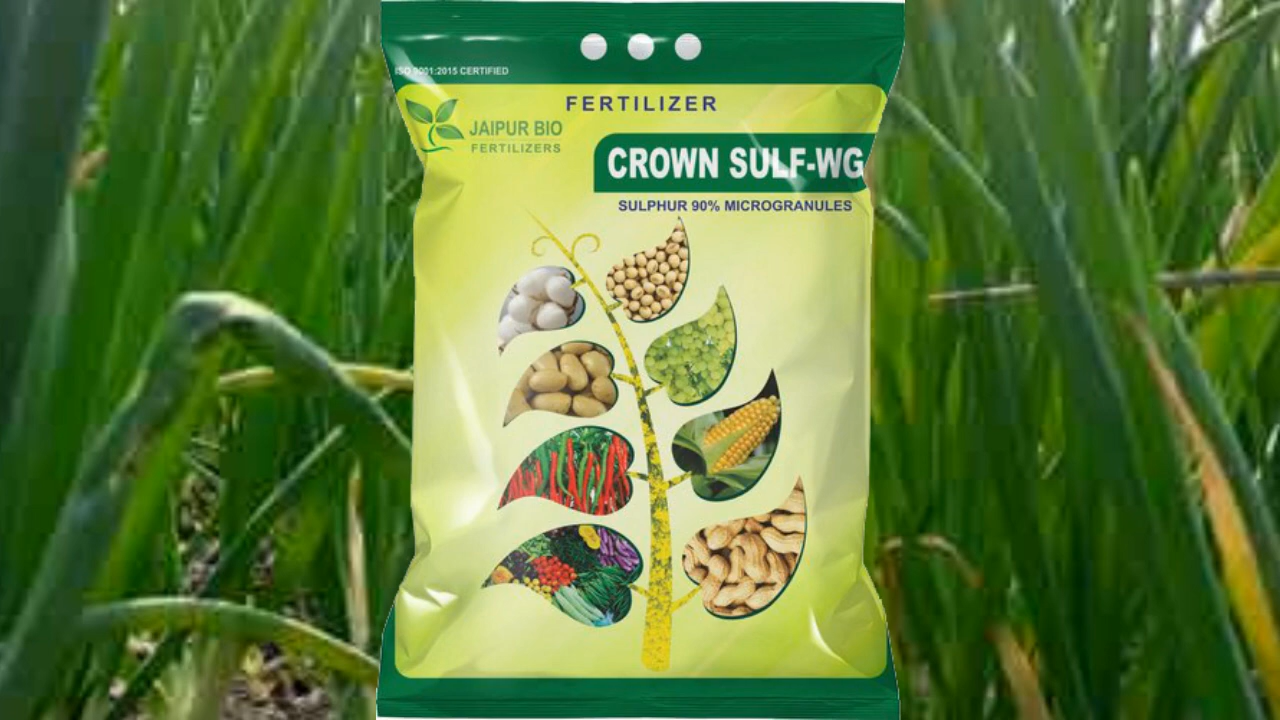 ISO 9001:2015 CERTIFIED
FERTILIZER
JAIPUR BIO
FERTILIZERS
CROWN SULF-WG
SULPHUR 90% MICROGRANULES